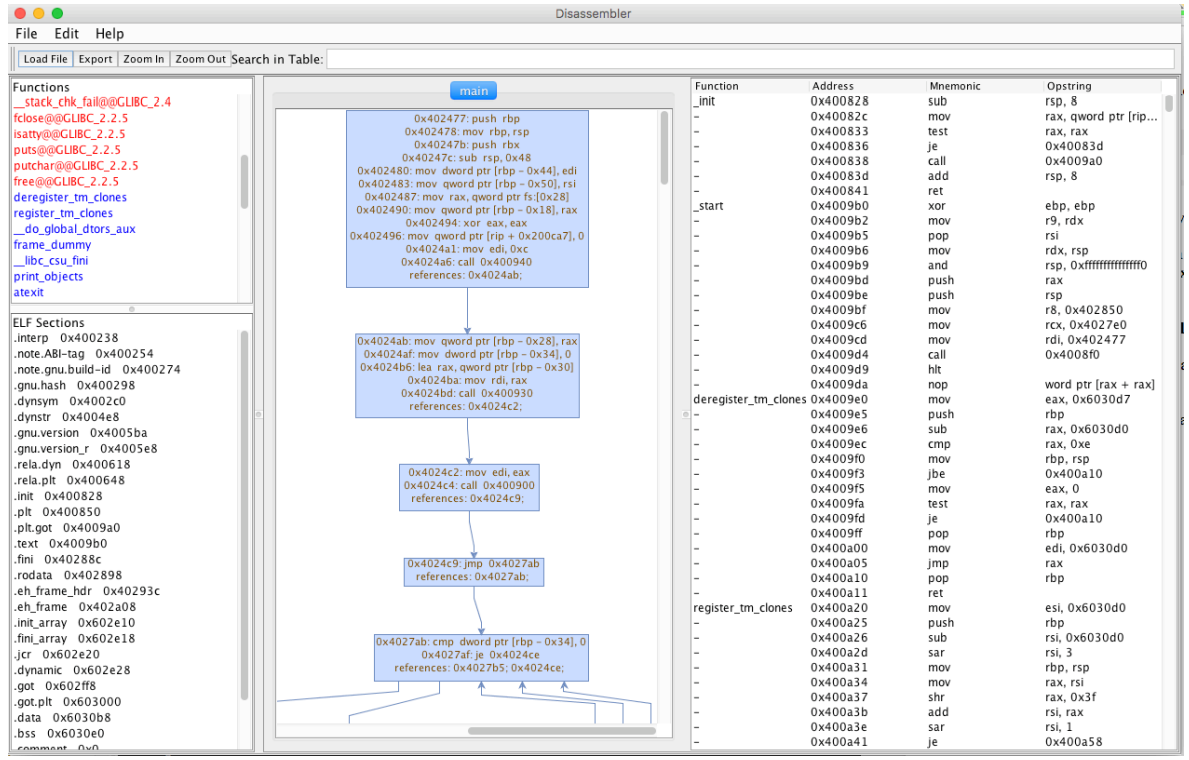 Disassembler
File Edit Help
Load File Export Zoom In Zoom Out Search in Table:
Functions
__stack_chk_fail@@GLIBC_2.4
fclose@@GLIBC_2.2.5
isatty@@GLIBC_2.2.5
puts@@GLIBC_2.2.5
putchar@@GLIBC_2.2.5
free@@GLIBC_2.2.5
deregister_tm_clones
register_tm_clones
__do_global_dtors_aux
frame_dummy
__libc_csu_fini
print_objects
atexit
ELF Sections
.interp 0x400238
.note.ABI-tag 0x400254
.note.gnu.build-id 0x400274
.gnu.hash 0x400298
.dynsym 0x4002c0
.dynstr 0x4004e8
.gnu.version 0x4005ba
.gnu.version_r 0x4005e8
.rela.dyn 0x400618
.rela.plt 0x400648
.init 0x400828
.plt 0x400850
.plt.got 0x4009a0
.text 0x4009b0
.fini 0x40288c
.rodata 0x402898
.eh_frame_hdr 0x40293c
.eh_frame 0x402a08
.init_array 0x602e10
.fini_array 0x602e18
.jcr 0x602e20
.dynamic 0x602e28
.got 0x602ff8
.got.plt 0x603000
.data 0x6030b8
.bss 0x6030e0
.comment 0x0
main
0x402477: push rbp
0x402478: mov rbp, rsp
0x40247b: push rbx
0x40247c: sub rsp, 0x48
0x402480: mov dword ptr [rbp - 0x44], edi
0x402483: mov qword ptr [rbp - 0x50], rsi
0x402487: mov rax, qword ptr fs:[0x28]
0x402490: mov qword ptr [rbp - 0x18], rax
0x402494: xor eax, eax
0x402496: mov qword ptr [rip + 0x200ca7], 0
0x4024a1: mov edi, 0xc
0x4024a6: call 0x400940
references: 0x4024ab;
0x4024ab: mov qword ptr [rbp - 0x28], rax
0x4024af: mov dword ptr [rbp - 0x34], 0
0x4024b6: lea rax, qword ptr [rbp - 0x30]
0x4024ba: mov rdi, rax
0x4024bd: call 0x400930
references: 0x4024c2;
0x4024c2: mov edi, eax
0x4024c4: call 0x400900
references: 0x4024c9;
0x4024c9: jmp 0x4027ab
references: 0x4027ab;
0x4027ab: cmp dword ptr [rbp - 0x34], 0
0x4027af: je 0x4024ce
references: 0x4027b5; 0x4024ce;
Function Address Mnemonic Opstring
_init 0x400828 sub rsp, 8
- 0x40082c mov rax, qword ptr [rip...
- 0x400833 test rax, rax
- 0x400836 je 0x40083d
- 0x400838 call 0x4009a0
- 0x40083d add rsp, 8
- 0x400841 ret
_start 0x4009b0 xor ebp, ebp
- 0x4009b2 mov r9, rdx
- 0x4009b5 pop rsi
- 0x4009b6 mov rdx, rsp
- 0x4009b9 and rsp, 0xfffffffffffffff0
- 0x4009bd push rax
- 0x4009be push rsp
- 0x4009bf mov r8, 0x402850
- 0x4009c6 mov rcx, 0x4027e0
- 0x4009cd mov rdi, 0x402477
- 0x4009d4 call 0x4008f0
- 0x4009d9 hlt
- 0x4009da nop word ptr [rax + rax]
deregister_tm_clones 0x4009e0 mov eax, 0x6030d7
- 0x4009e5 push rbp
- 0x4009e6 sub rax, 0x6030d0
- 0x4009ec cmp rax, 0xe
- 0x4009f0 mov rbp, rsp
- 0x4009f3 jbe 0x400a10
- 0x4009f5 mov eax, 0
- 0x4009fa test rax, rax
- 0x4009fd je 0x400a10
- 0x4009ff pop rbp
- 0x400a00 mov edi, 0x6030d0
- 0x400a05 jmp rax
- 0x400a10 pop rbp
- 0x400a11 ret
register_tm_clones 0x400a20 mov esi, 0x6030d0
- 0x400a25 push rbp
- 0x400a26 sub rsi, 0x6030d0
- 0x400a2d sar rsi, 3
- 0x400a31 mov rbp, rsp
- 0x400a34 mov rax, rsi
- 0x400a37 shr rax, 0x3f
- 0x400a3b add rsi, rax
- 0x400a3e sar rsi, 1
- 0x400a41 je 0x400a58